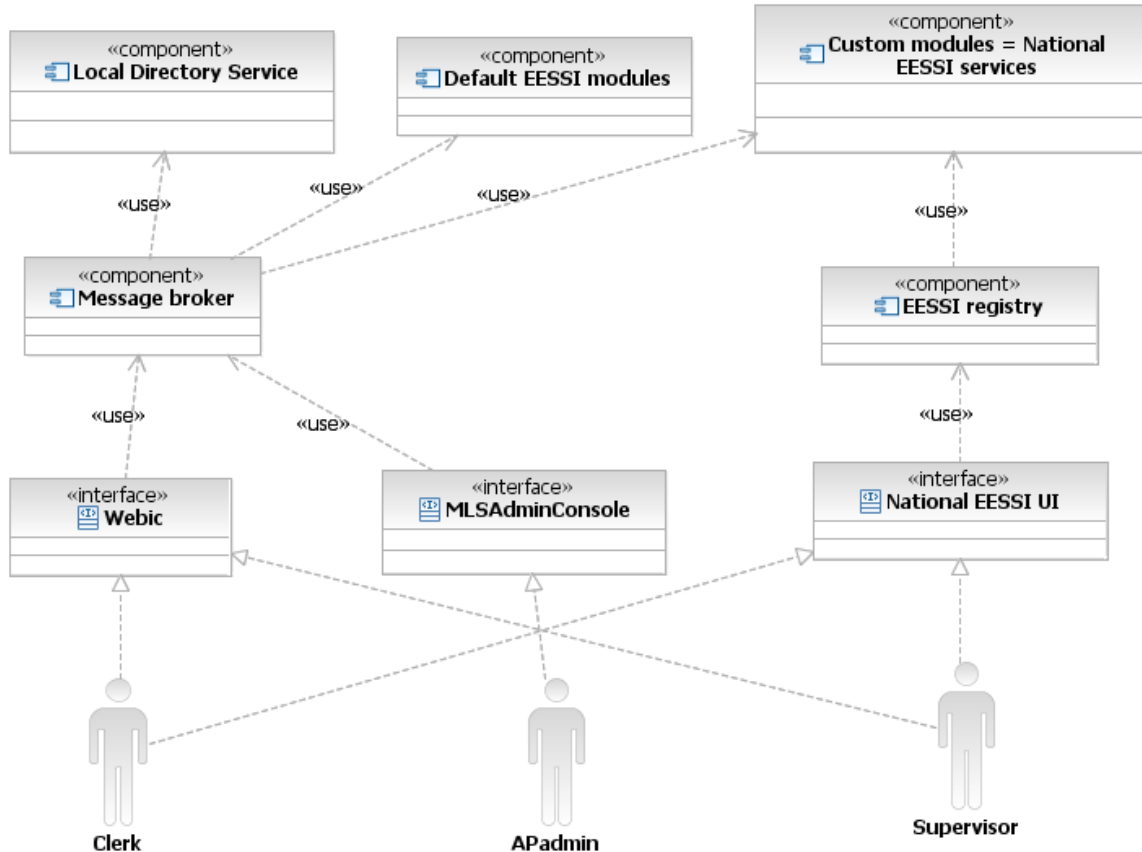 «component»
Local Directory Service
«component»
Default EESSI modules
«component»
Custom modules = National
EESSI services
«use»
«use»
«use»
«use»
«component»
Message broker
«component»
EESSI registry
«use»
«use»
«use»
«interface»
Webic
«interface»
MLSAdminConsole
«interface»
National EESSI UI
Clerk
APadmin
Supervisor